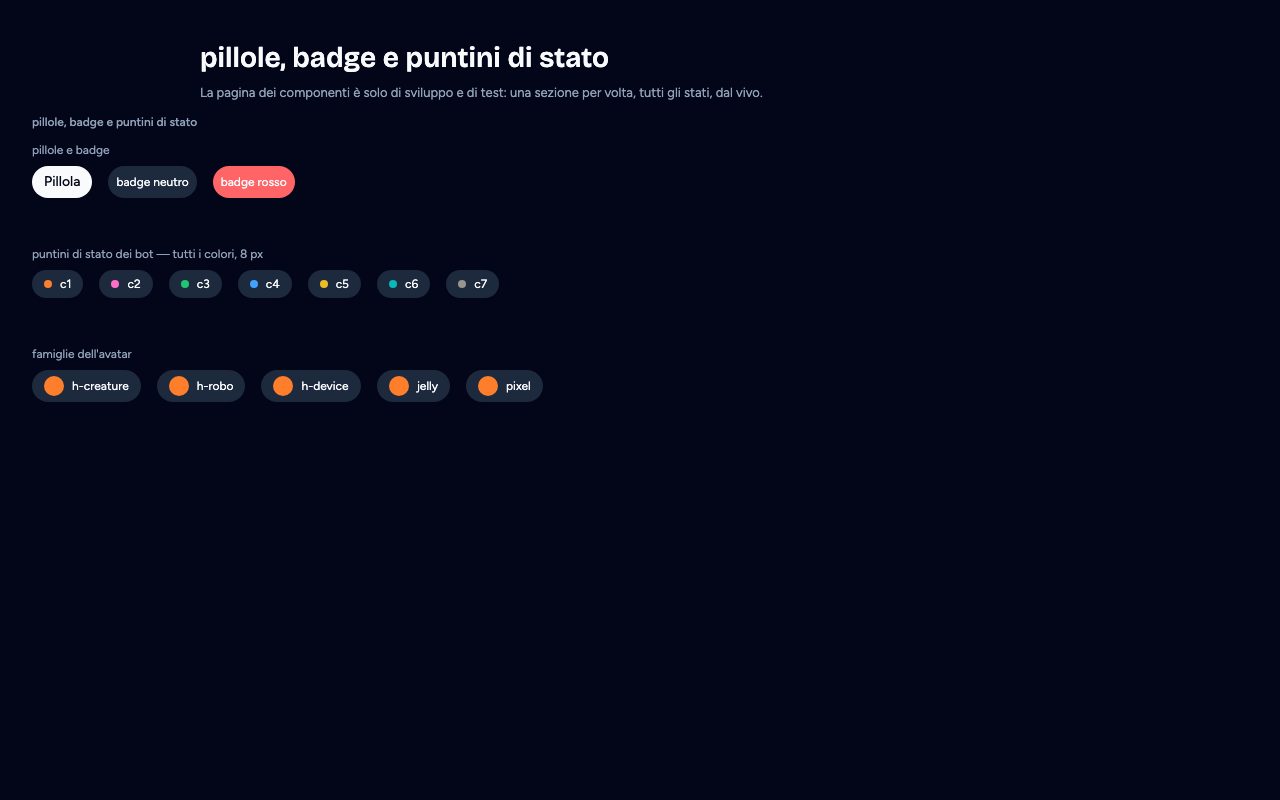 pillole, badge e puntini di stato
La pagina dei componenti è solo di sviluppo e di test: una sezione per volta, tutti gli stati, dal vivo.
pillole, badge e puntini di stato
pillole e badge
Pillola badge neutro badge rosso
puntini di stato dei bot — tutti i colori, 8 px
c1 c2 c3 c4 c5 c6 c7
famiglie dell'avatar
h-creature h-robo h-device jelly pixel